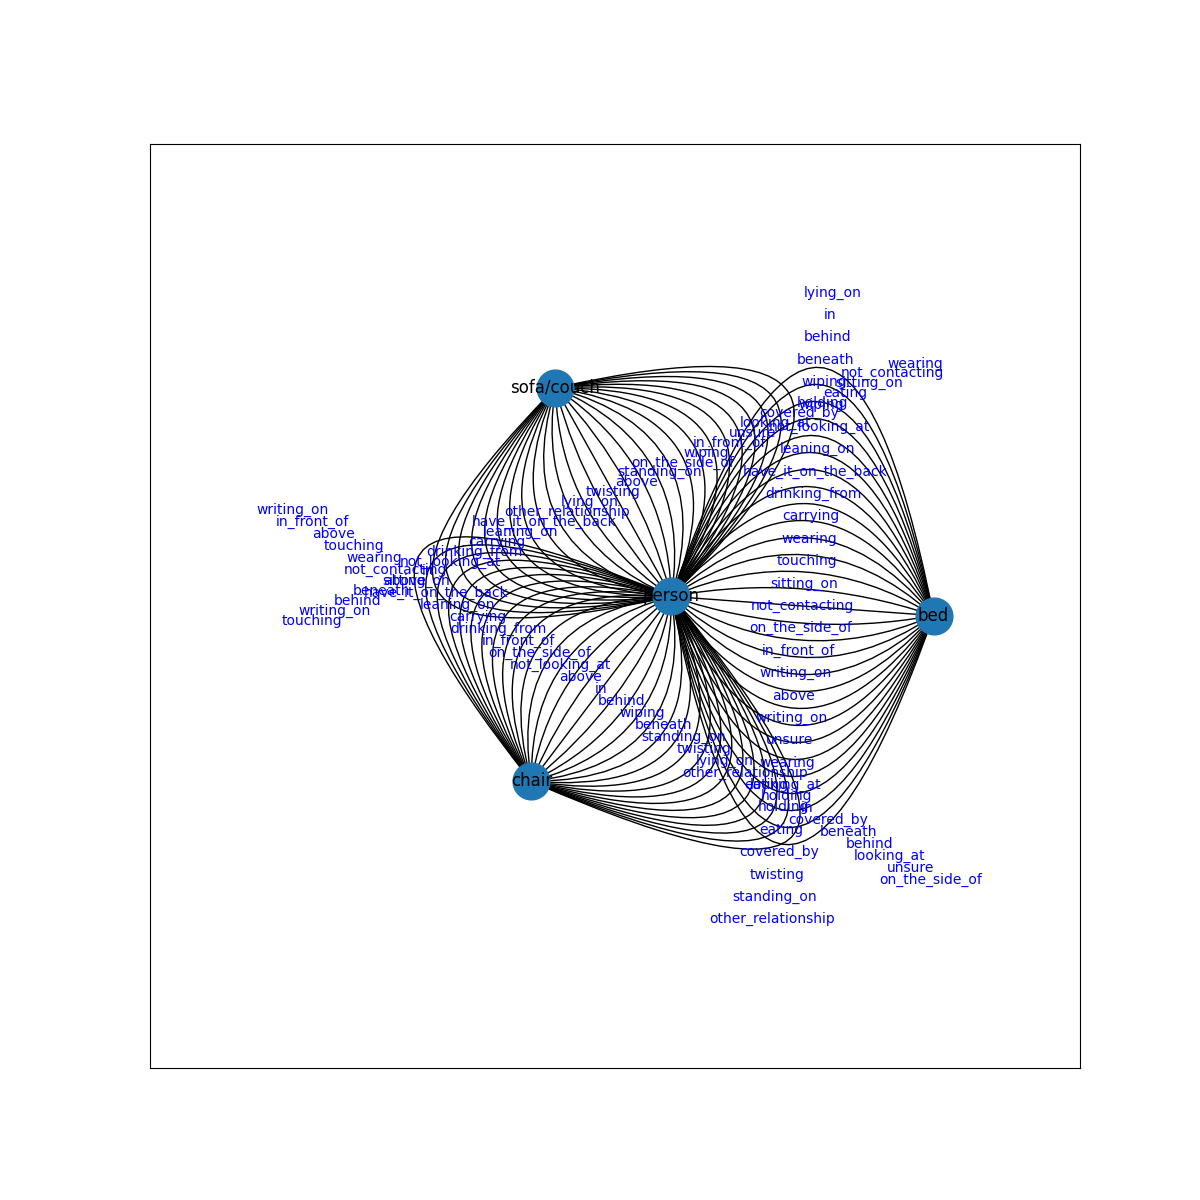 lying_on
in
behind
beneath
wearing
not_contacting
wiping
sitting_on
sofa/couch
eating
holding
wiping
covered_by
looking_at
not_looking_at
unsure
in_front_of
leaning_on
wiping
on_the_side_of
standing_on
have_it_on_the_back
above
twisting
drinking_from
lying_on
writing_on
other_relationship
carrying
in_front_of
have_it_on_the_back
above
leaning_on
wearing
touching
carrying
wearing
drinking_from
touching
not_looking_at
not_contacting
in
sitting_on
sitting_on
beneath
have_it_on_the_back
person
behind
leaning_on
not_contacting
writing_on
carrying
bed
touching
drinking_from
on_the_side_of
in_front_of
on_the_side_of
in_front_of
not_looking_at
writing_on
above
in
above
behind
wiping
writing_on
beneath
standing_on
unsure
twisting
lying_on
wearing
other_relationship
chair
eating
looking_at
holding
holding
in
covered_by
eating
beneath
behind
covered_by
looking_at
unsure
twisting
on_the_side_of
standing_on
other_relationship